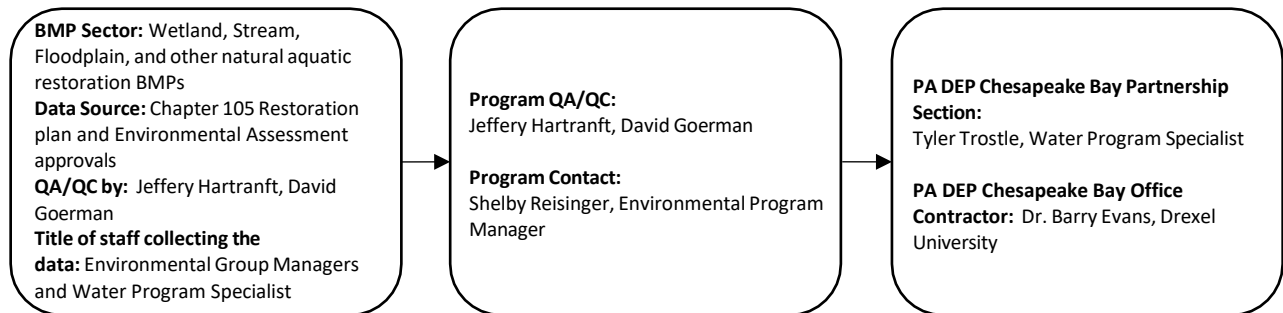 BMP Sector: Wetland, Stream,
Floodplain, and other natural aquatic
restoration BMPs
Data Source: Chapter 105 Restoration
plan and Environmental Assessment
approvals
QA/QC by: Jeffery Hartranft, David
Goerman
Title of staff collecting the
data: Environmental Group Managers
and Water Program Specialist
Program QA/QC:
Jeffery Hartranft, David Goerman
Program Contact:
Shelby Reisinger, Environmental Program
Manager
PA DEP Chesapeake Bay Partnership
Section:
Tyler Trostle, Water Program Specialist
PA DEP Chesapeake Bay Office
Contractor: Dr. Barry Evans, Drexel
University